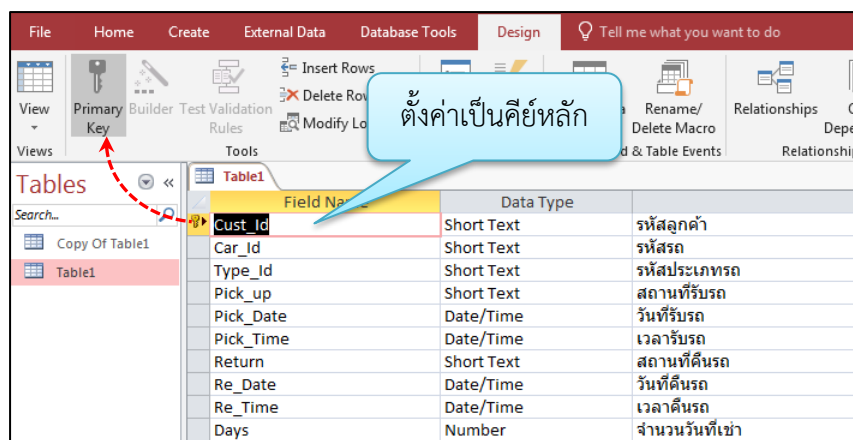 File Home Create External Data Database Tools Design Tell me what you want to do
Insert Rows
Delete
View Primary Builder Test Validation Rename/ Relationships
Key Rules Modify Delete Macro
Views Tools & Table Events
ตั้งค่าเป็นคีย์หลัก
Tables
Search...
Copy Of Table1
Table1
Table1
Field Data Type
Cust_Id Short Text รหัสลูกค้า
Car_Id Short Text รหัสรถ
Type_Id Short Text รหัสประเภทรถ
Pick_up Short Text สถานที่รับรถ
Pick_Date Date/Time วันที่รับรถ
Pick_Time Date/Time เวลารับรถ
Return Short Text สถานที่คืนรถ
Re_Date Date/Time วันที่คืนรถ
Re_Time Date/Time เวลาคืนรถ
Days Number จำนวนวันที่เช่า